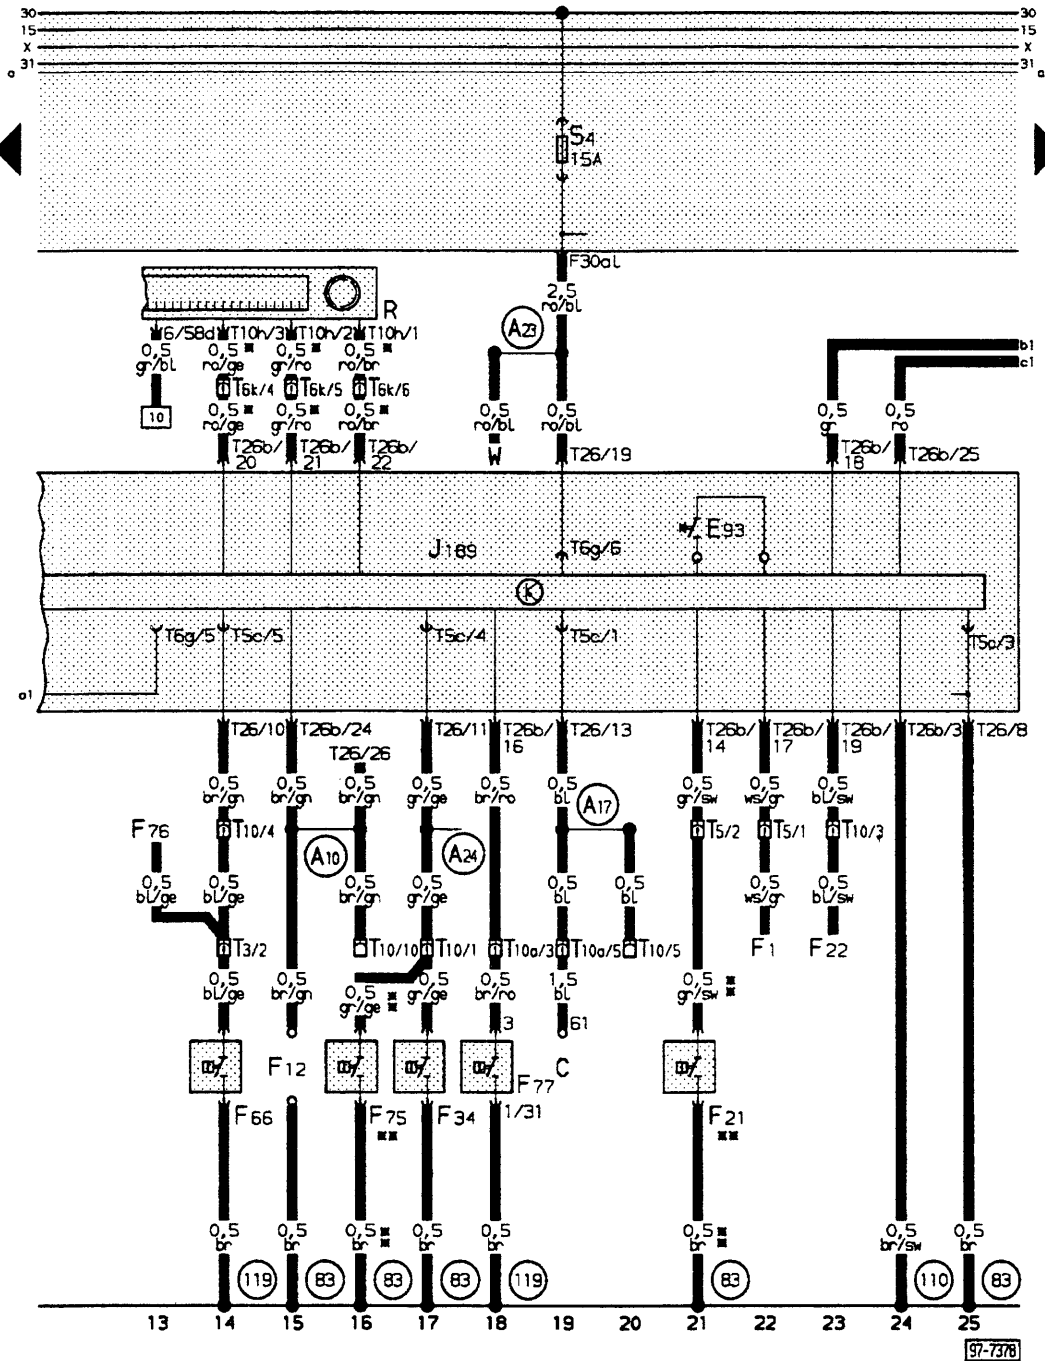 30 30
15 15
X X
31 31
a a
S4
15A
F30al
2,5
ro/bl
A23
R
6/58d T10h/3 T10h/2 T10h/1
0,5 0,5 0,5 0,5
gr/bl ro/ge gr/ro ro/br
T6k/4 T6k/5 T6k/6
10
0,5 0,5 0,5 0,5 0,5 0,5 0,5
ro/ge gr/ro ro/br ro/bl ro/bl gr ro
b1
c1
T26b/ T26b/ T26b/ W T26/19 T26b/ T26b/25
20 21 22 18
E93
J189 T6g/6
K
T6g/5 T5c/5 T5c/4 T5c/1 T5c/3
a1
T26/10 T26b/24 T26/11 T26b/ T26/13 T26b/ T26b/ T26b/ T26b/3 T26/8
16 14 17 19
T26/26
0,5 0,5 0,5 0,5 0,5 0,5 0,5 0,5 0,5
br/gn br/gn br/gn gr/ge br/ro bl gr/sw ws/gr bl/sw
A17
F76 T10/4 T5/2 T5/1 T10/3
A10 A24
0,5 0,5 0,5 0,5 0,5 0,5 0,5 0,5
bl/ge bl/ge br/gn gr/ge bl bl ws/gr bl/sw
T3/2 T10/10 T10/1 T10a/3 T10a/5 T10/5 F1 F22
0,5 0,5 0,5 0,5 0,5 1,5 0,5
bl/ge br/gn gr/ge gr/ge br/ro bl gr/sw
3 61
F12 C
F77
F66 F75 F34 1/31 F21
0,5 0,5 0,5 0,5 0,5 0,5 0,5 0,5
br br br br br br br/sw br
119 83 83 83 119 83 110 83
13 14 15 16 17 18 19 20 21 22 23 24 25
97-7378